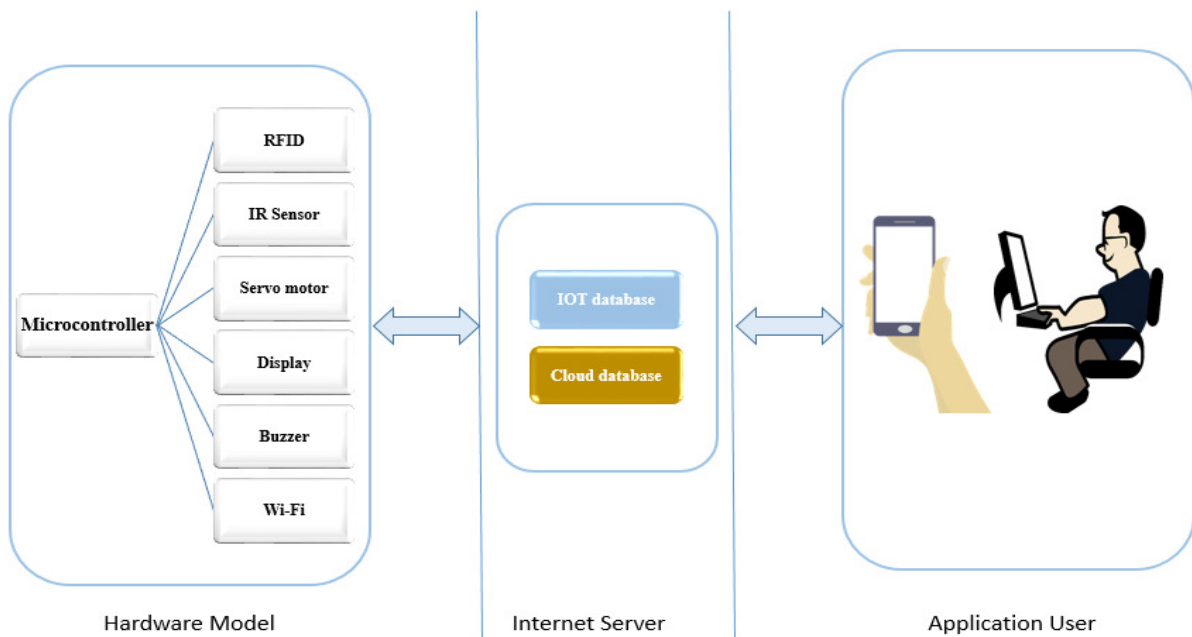 RFID
IR Sensor
Servo motor
Microcontroller
Display
Buzzer
Wi-Fi
IOT database
Cloud database
Hardware Model
Internet Server
Application User